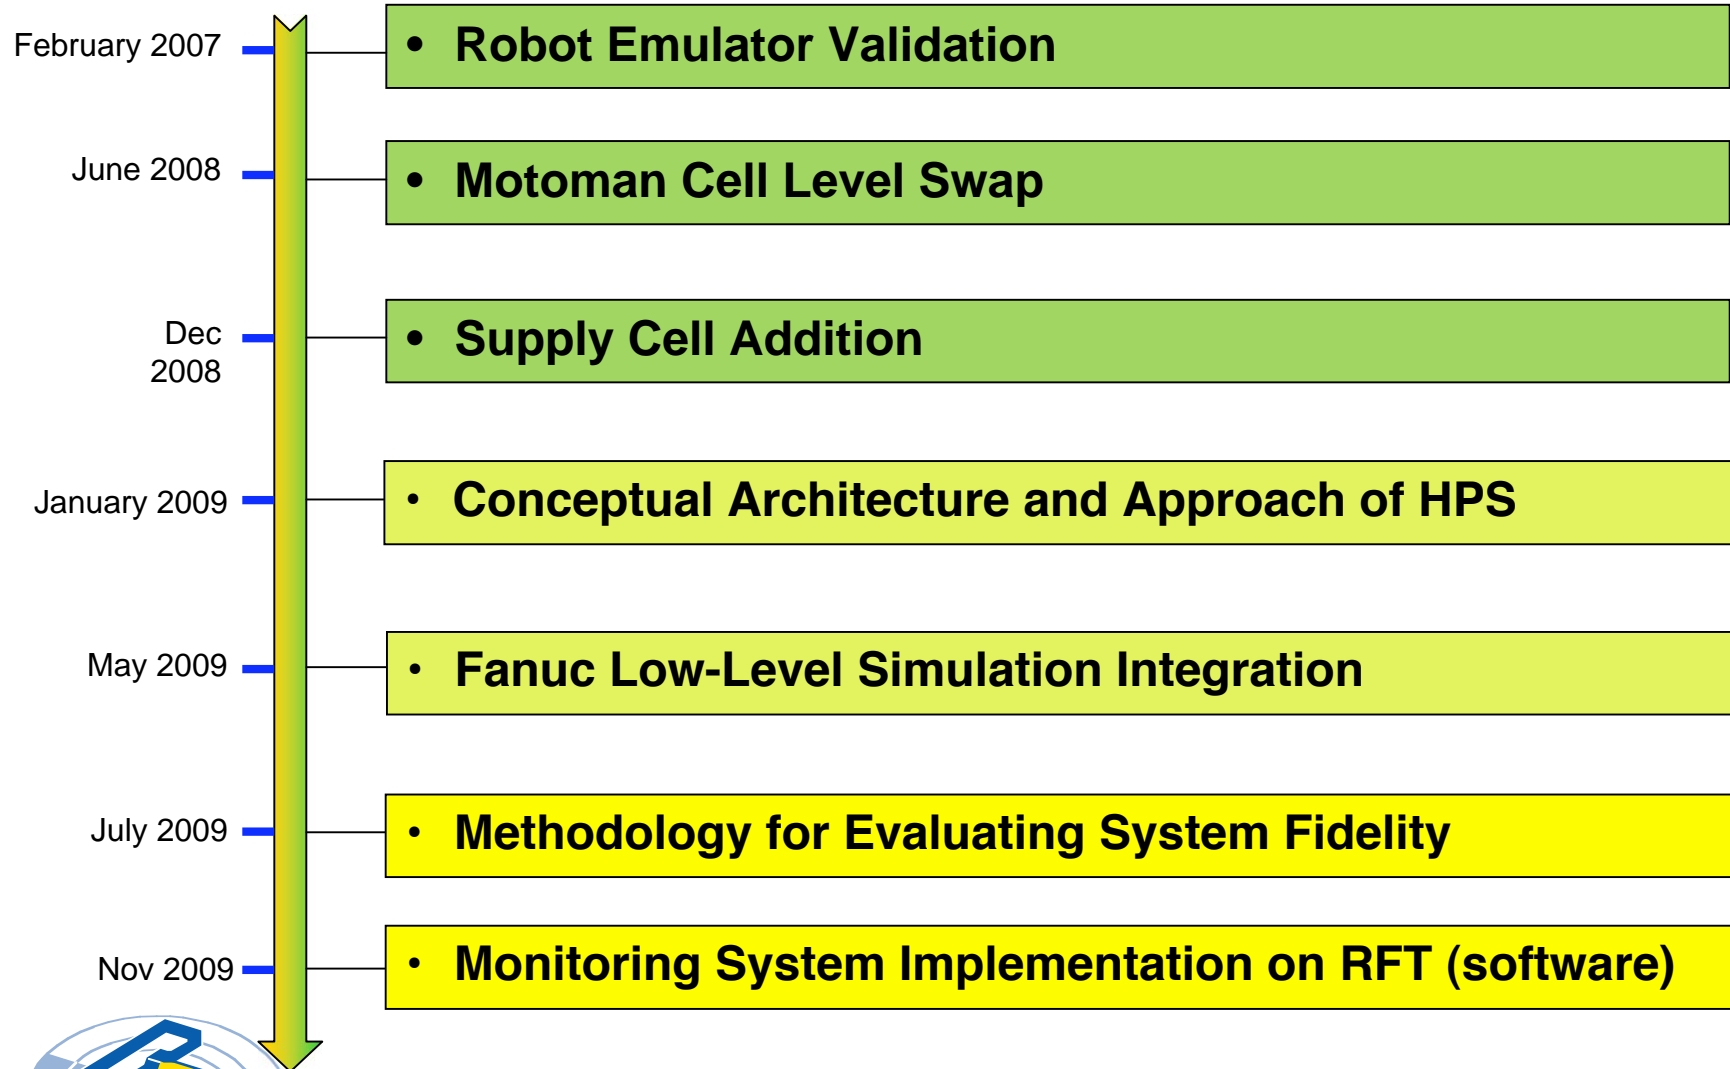 February 2007
• Robot Emulator Validation
June 2008
• Motoman Cell Level Swap
Dec
2008
• Supply Cell Addition
January 2009
• Conceptual Architecture and Approach of HPS
May 2009
• Fanuc Low-Level Simulation Integration
July 2009
• Methodology for Evaluating System Fidelity
Nov 2009
• Monitoring System Implementation on RFT (software)